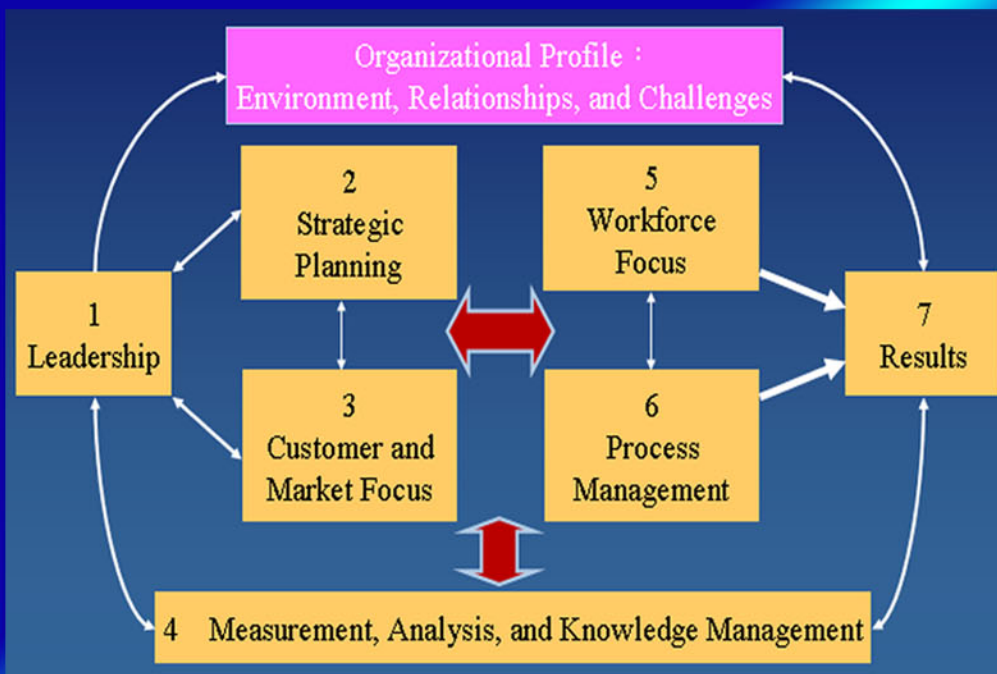 Organizational Profile：
Environment, Relationships, and Challenges
2
Strategic
Planning
5
Workforce
Focus
1
Leadership
7
Results
3
Customer and
Market Focus
6
Process
Management
4 Measurement, Analysis, and Knowledge Management